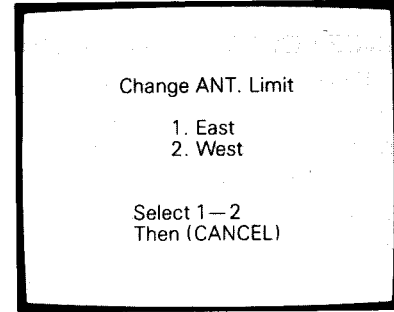 Change ANT. Limit
1. East
2. West
Select 1—2
Then (CANCEL)